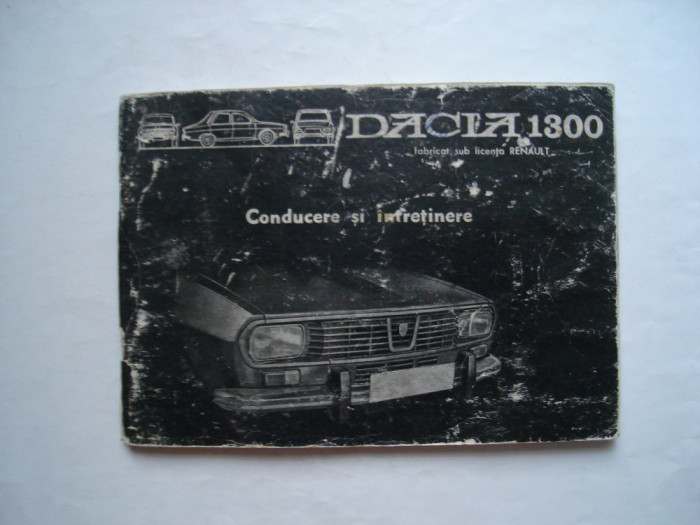 DACIA 1300
fabricat sub licența RENAULT
Conducere și întreținere